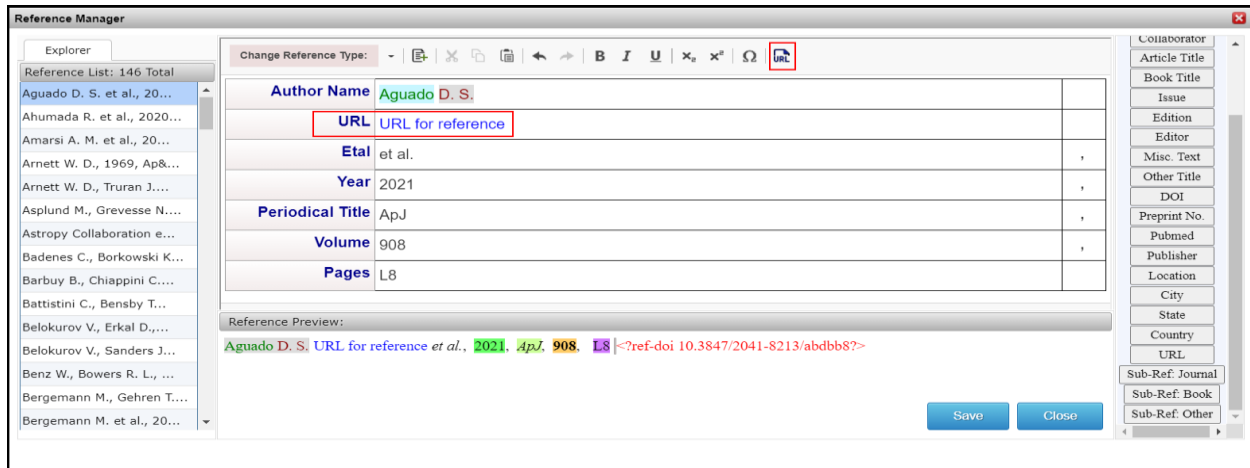 Reference Manager
Explorer
Reference List: 146 Total
Aguado D. S. et al., 20...
Ahumada R. et al., 2020...
Amarsi A. M. et al., 20...
Arnett W. D., 1969, Ap&...
Arnett W. D., Truran J....
Asplund M., Grevesse N....
Astropy Collaboration e...
Badenes C., Borkowski K...
Barbuy B., Chiappini C....
Battistini C., Bensby T...
Belokurov V., Erkal D.,...
Belokurov V., Sanders J...
Benz W., Bowers R. L., ...
Bergemann M., Gehren T....
Bergemann M. et al., 20...
Change Reference Type: B I U x₂ x² Ω URL
Author Name Aguado D. S.
URL URL for reference
Etal et al. ,
Year 2021 ,
Periodical Title ApJ ,
Volume 908 ,
Pages L8
Reference Preview:
Aguado D. S. URL for reference et al., 2021, ApJ, 908, L8 <?ref-doi 10.3847/2041-8213/abdbb8?>
Save Close
Collaborator
Article Title
Book Title
Issue
Edition
Editor
Misc. Text
Other Title
DOI
Preprint No.
Pubmed
Publisher
Location
City
State
Country
URL
Sub-Ref: Journal
Sub-Ref: Book
Sub-Ref: Other